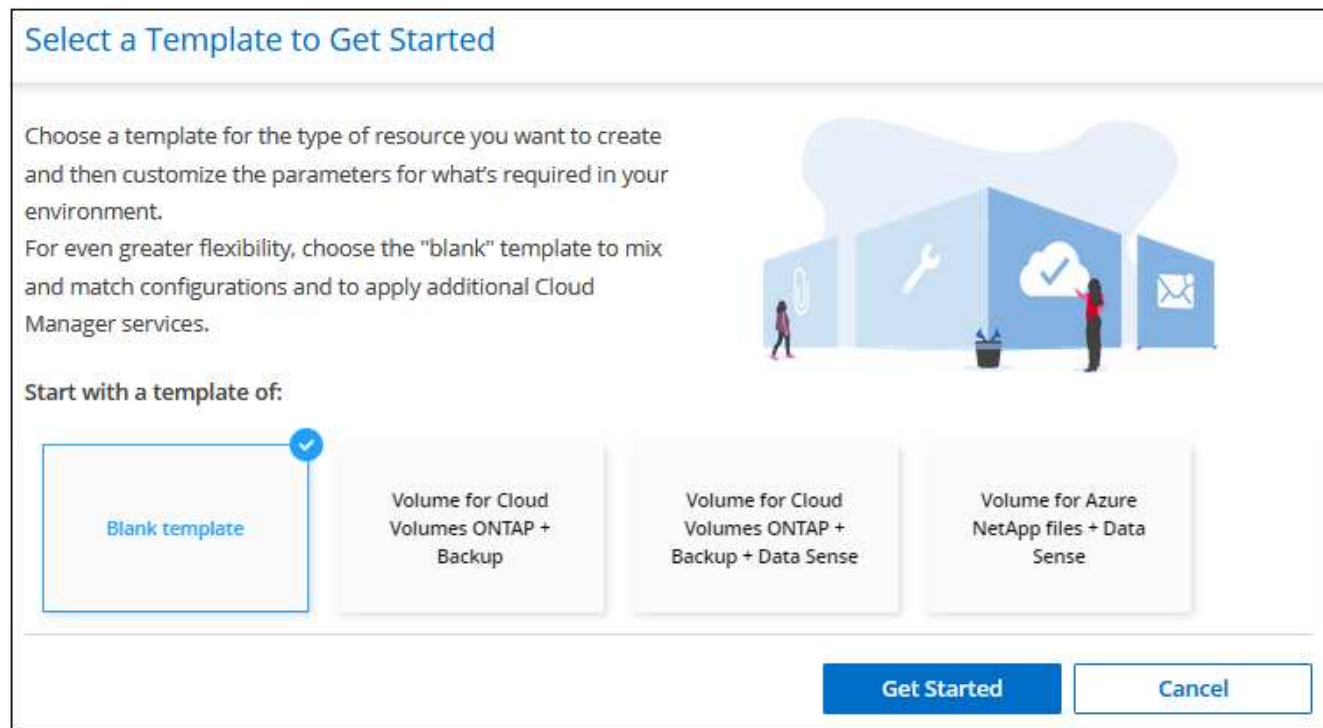 Select a Template to Get Started
Choose a template for the type of resource you want to create
and then customize the parameters for what's required in your
environment.
For even greater flexibility, choose the "blank" template to mix
and match configurations and to apply additional Cloud
Manager services.
Start with a template of:
Blank template
Volume for Cloud
Volumes ONTAP +
Backup
Volume for Cloud
Volumes ONTAP +
Backup + Data Sense
Volume for Azure
NetApp files + Data
Sense
Get Started
Cancel